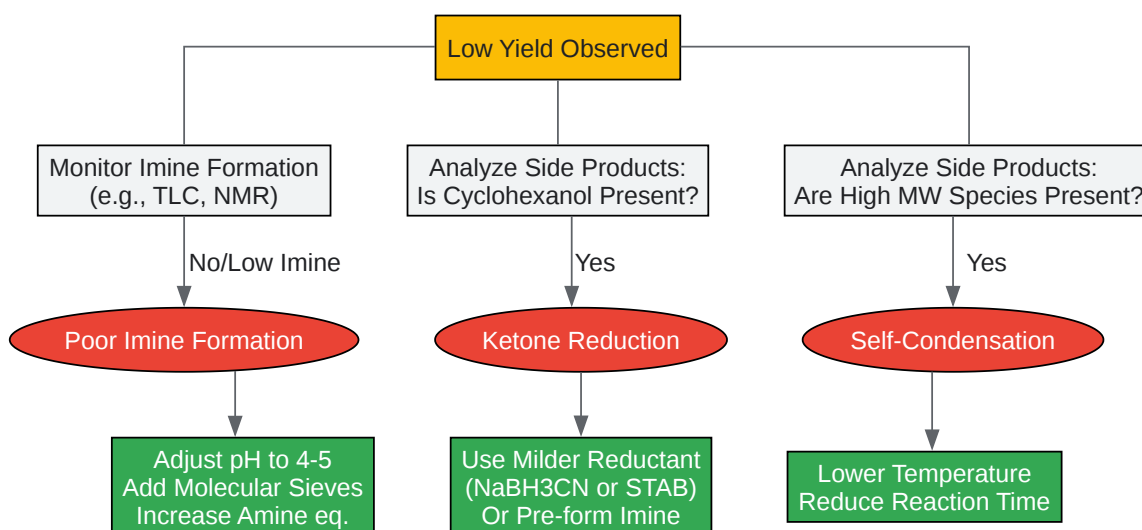 Low Yield Observed
Monitor Imine Formation
(e.g., TLC, NMR)
Analyze Side Products:
Is Cyclohexanol Present?
Analyze Side Products:
Are High MW Species Present?
No/Low Imine
Yes
Yes
Poor Imine Formation
Ketone Reduction
Self-Condensation
Adjust pH to 4-5
Add Molecular Sieves
Increase Amine eq.
Use Milder Reductant
(NaBH3CN or STAB)
Or Pre-form Imine
Lower Temperature
Reduce Reaction Time